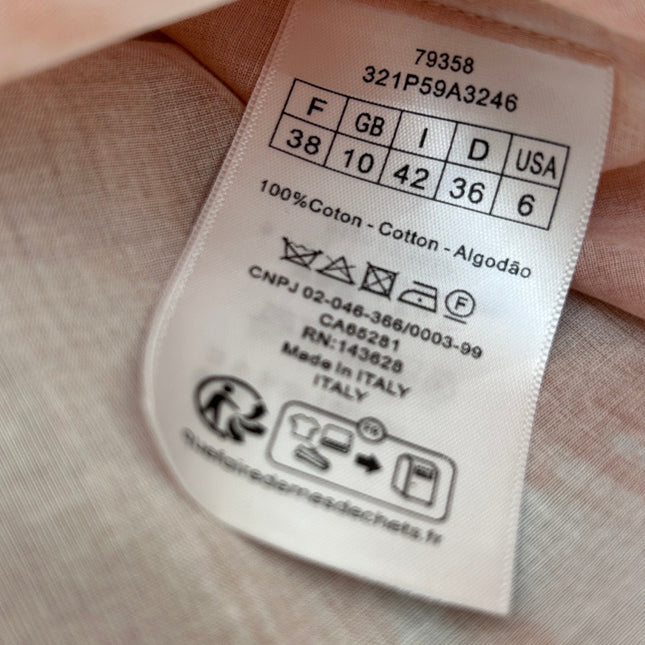 79358
321P59A3246
F GB I D USA
38 10 42 36 6
100%Coton - Cotton - Algodão
F
CNPJ 02-046-366/0003-99
CA65281
RN:143628
Made in ITALY
ITALY
FR
Quefairedemesdechets.fr